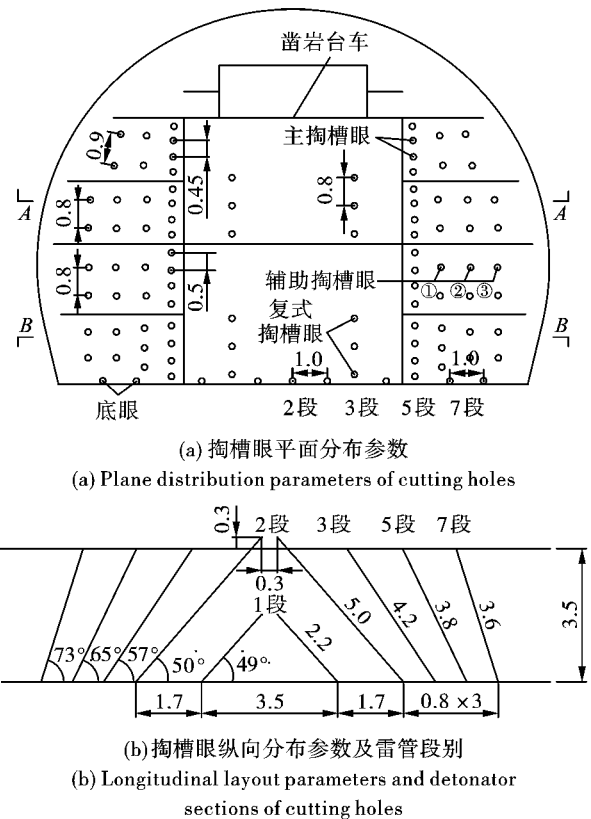 凿岩台车
主掏槽眼
0.9
0.45
0.8
A
A
0.8
0.8
0.5
辅助掏槽眼
① ② ③
复式
掏槽眼
B
B
1.0
1.0
底眼
2段 3段 5段 7段
(a) 掏槽眼平面分布参数
(a) Plane distribution parameters of cutting holes
0.3
2段 3段 5段 7段
0.3
1段
2.2
5.0
4.2
3.8
3.6
3.5
73° 65° 57° 50° 49°
1.7 3.5 1.7 0.8 ×3
(b) 掏槽眼纵向分布参数及雷管段别
(b) Longitudinal layout parameters and detonator
sections of cutting holes